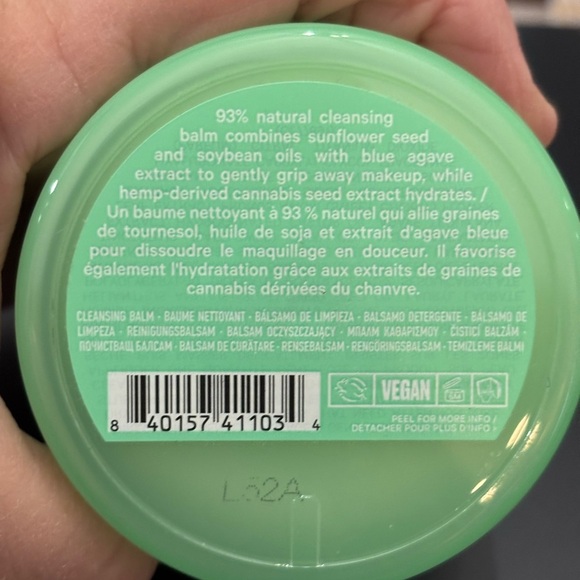 93% natural cleansing
balm combines sunflower seed
and soybean oils with blue agave
extract to gently grip away makeup, while
hemp-derived cannabis seed extract hydrates. /
Un baume nettoyant à 93 % naturel qui allie graines
de tournesol, huile de soja et extrait d'agave bleue
pour dissoudre le maquillage en douceur. Il favorise
également l'hydratation grâce aux extraits de graines de
cannabis dérivées du chanvre.
CLEANSING BALM • BAUME NETTOYANT • BÁLSAMO DE LIMPIEZA • BALSAMO DETERGENTE • BÁLSAMO DE
LIMPEZA • REINIGUNGSBALSAM • BALSAM OCZYSZCZAJĄCY • ΜΠΑΛΜ ΚΑΘΑΡΙΣΜΟΥ • ČISTICÍ BALZÁM •
ПОЧИСТВАЩ БАЛСАМ • BALSAM DE CURĂȚARE • RENSEBALSAM • RENGÖRINGSBALSAM • TEMIZLEME BALMI
VEGAN
8 40157 41103 4
PEEL FOR MORE INFO /
DETACHER POUR PLUS D'INFO >